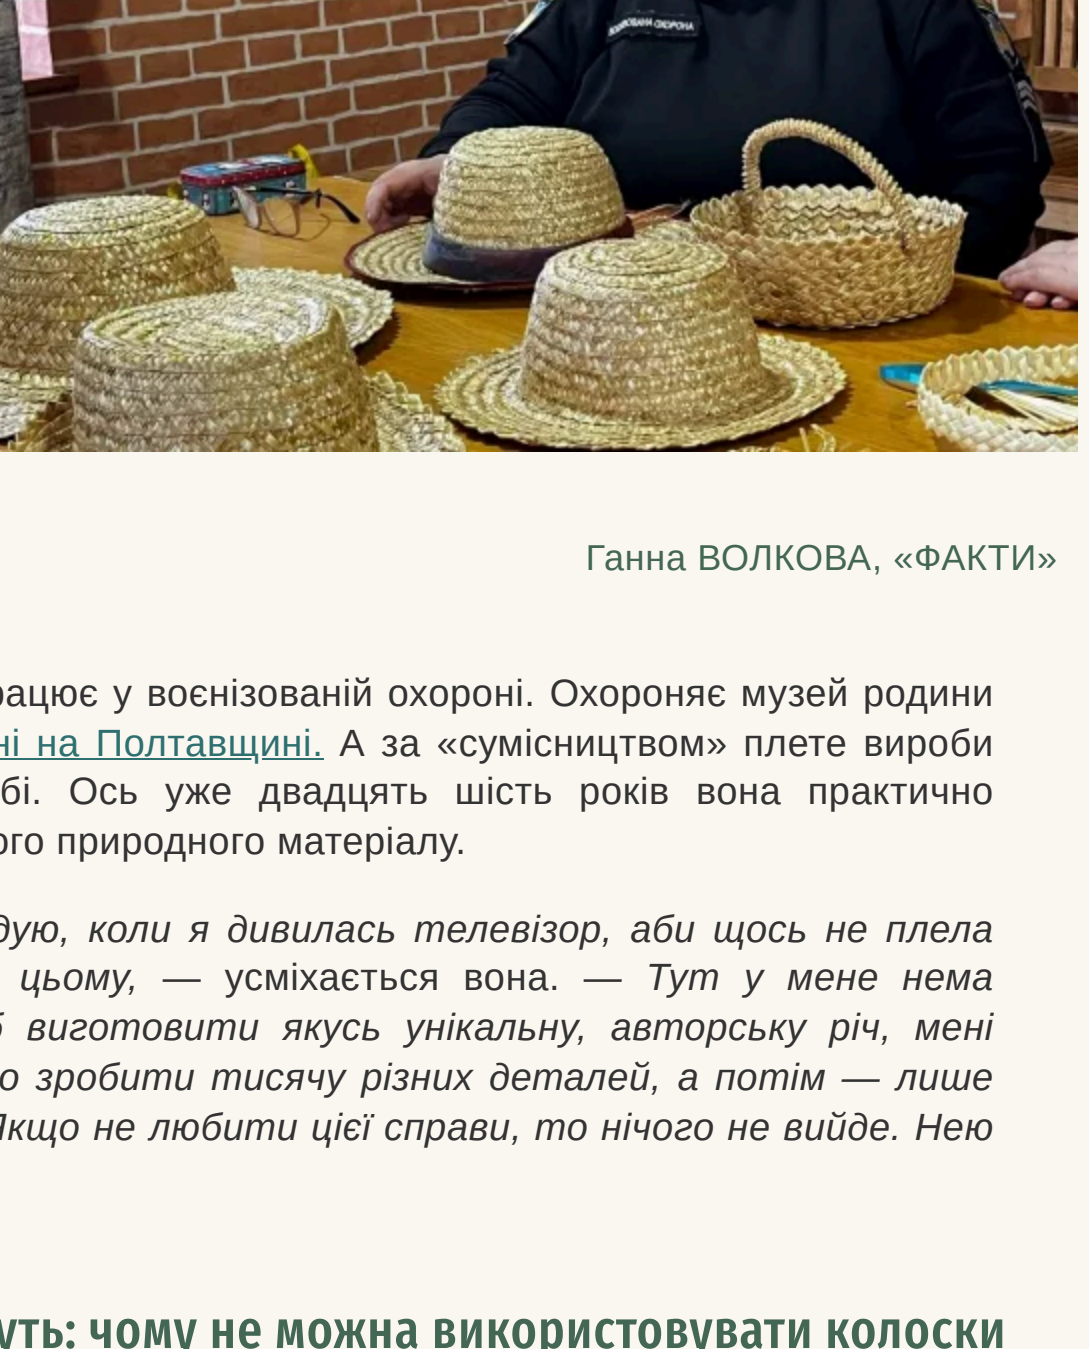 ОХОРОНА
Ганна ВОЛКОВА, «ФАКТИ»
рацює у воєнізованій охороні. Охороняє музей родини
ні на Полтавщині. А за «сумісництвом» плете вироби
бі. Ось уже двадцять шість років вона практично
ого природного матеріалу.
дую, коли я дивилась телевізор, аби щось не плела
цьому, — усміхається вона. — Тут у мене нема
б виготовити якусь унікальну, авторську річ, мені
о зробити тисячу різних деталей, а потім — лише
Якщо не любити цієї справи, то нічого не вийде. Нею
уть: чому не можна використовувати колоски